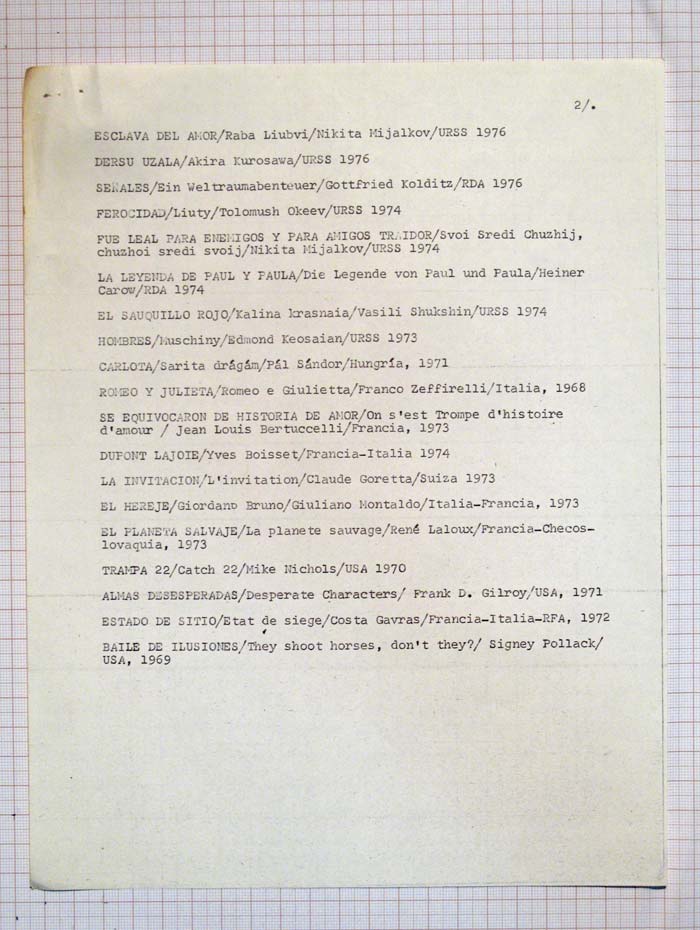 2/.
ESCLAVA DEL AMOR/Raba Liubvi/Nikita Mijalkov/URSS 1976
DERSU UZALA/Akira Kurosawa/URSS 1976
SEÑALES/Ein Weltraumabenteuer/Gottfried Kolditz/RDA 1976
FEROCIDAD/Liuty/Tolomush Okeev/URSS 1974
FUE LEAL PARA ENEMIGOS Y PARA AMIGOS TRAIDOR/Svoi Sredi Chuzhij,
chuzhoi sredi svoij/Nikita Mijalkov/URSS 1974
LA LEYENDA DE PAUL Y PAULA/Die Legende von Paul und Paula/Heiner
Carow/RDA 1974
EL SAUQUILLO ROJO/Kalina krasnaia/Vasili Shukshin/URSS 1974
HOMBRES/Muschiny/Edmond Keosaian/URSS 1973
CARLOTA/Sarita drágám/Pál Sándor/Hungría, 1971
ROMEO Y JULIETA/Romeo e Giulietta/Franco Zeffirelli/Italia, 1968
SE EQUIVOCARON DE HISTORIA DE AMOR/On s'est Trompe d'histoire
d'amour / Jean Louis Bertuccelli/Francia, 1973
DUPONT LAJOIE/Yves Boisset/Francia-Italia 1974
LA INVITACION/L'invitation/Claude Goretta/Suiza 1973
EL HEREJE/Giordano Bruno/Giuliano Montaldo/Italia-Francia, 1973
EL PLANETA SALVAJE/La planete sauvage/René Laloux/Francia-Checos-
lovaquia, 1973
TRAMPA 22/Catch 22/Mike Nichols/USA 1970
ALMAS DESESPERADAS/Desperate Characters/ Frank D. Gilroy/USA, 1971
ESTADO DE SITIO/Etat de siege/Costa Gavras/Francia-Italia-RFA, 1972
BAILE DE ILUSIONES/They shoot horses, don't they?/ Signey Pollack/
USA, 1969